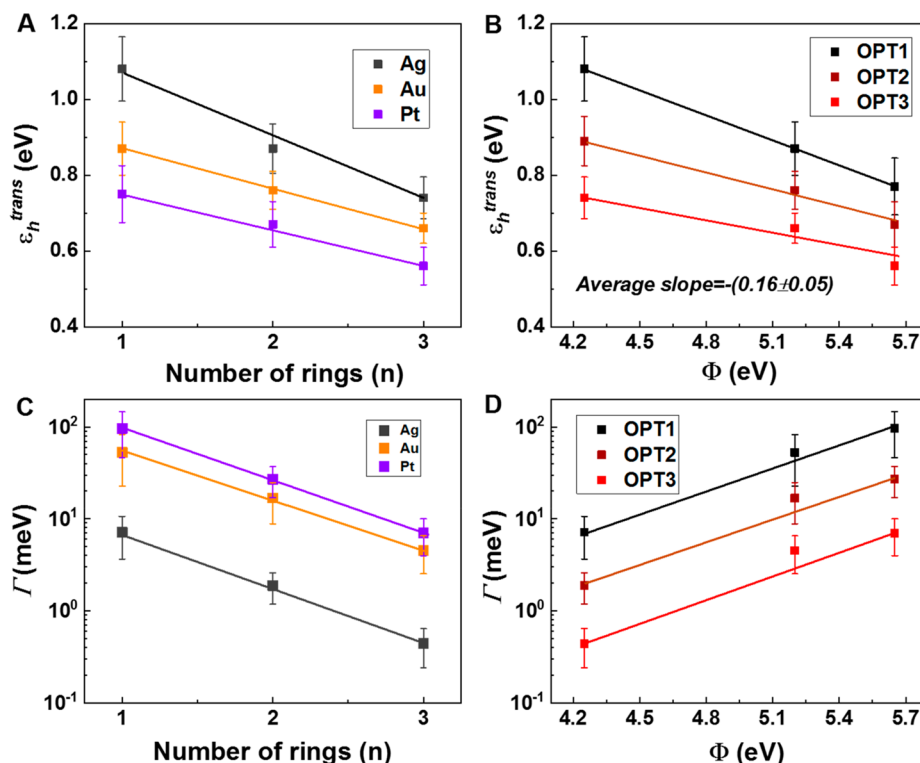 A
1.2
1.0
0.8
0.6
0.4
ε_h^trans (eV)
Ag
Au
Pt
1
2
3
Number of rings (n)
B
1.2
1.0
0.8
0.6
0.4
ε_h^trans (eV)
OPT1
OPT2
OPT3
Average slope=-(0.16±0.05)
4.2
4.5
4.8
5.1
5.4
5.7
Φ (eV)
C
10^2
10^1
10^0
10^-1
Γ (meV)
Ag
Au
Pt
1
2
3
Number of rings (n)
D
10^2
10^1
10^0
10^-1
Γ (meV)
OPT1
OPT2
OPT3
4.2
4.5
4.8
5.1
5.4
5.7
Φ (eV)